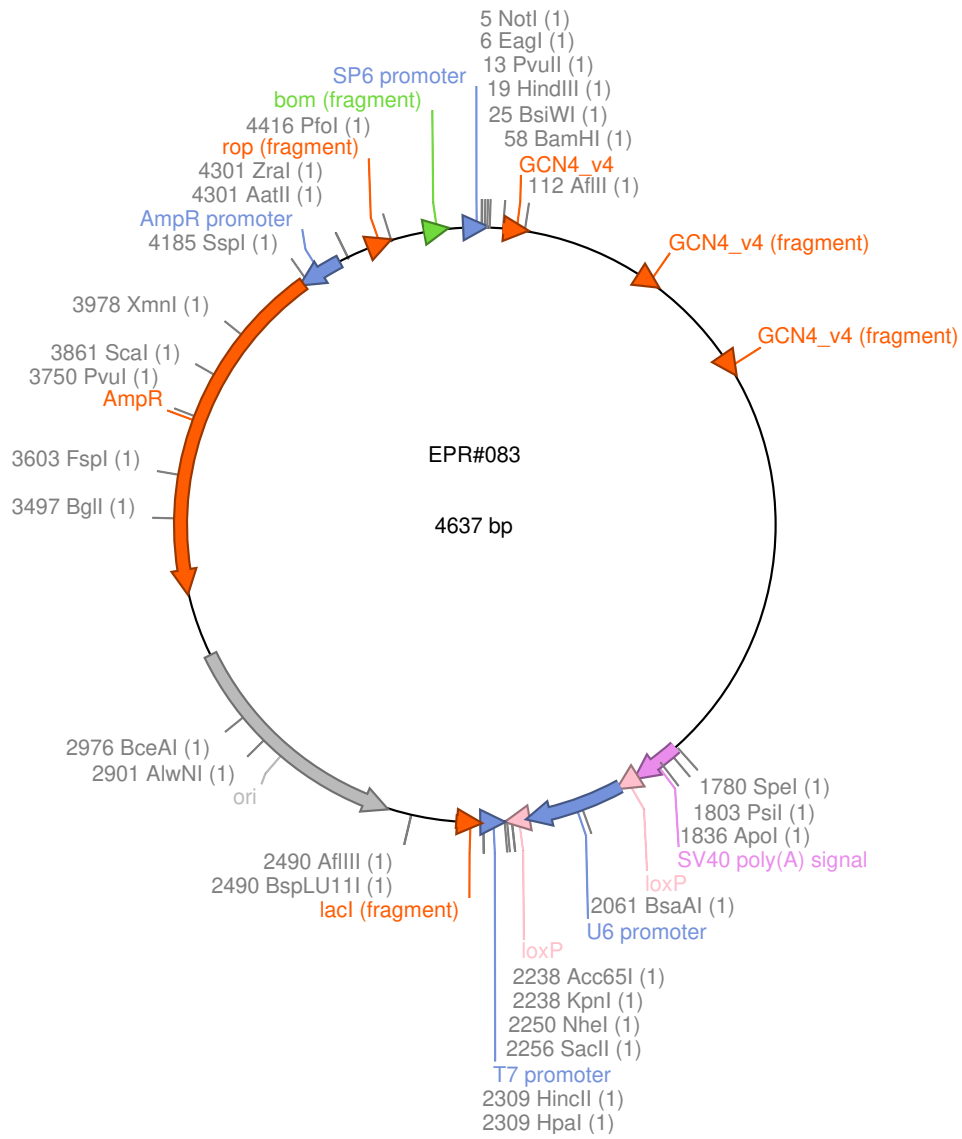 5 NotI (1)
6 EagI (1)
SP6 promoter
13 PvuII (1)
bom (fragment)
19 HindIII (1)
4416 PfoI (1)
25 BsiWI (1)
rop (fragment)
58 BamHI (1)
4301 ZraI (1)
GCN4_v4
4301 AatII (1)
112 AflII (1)
AmpR promoter
4185 SspI (1)
GCN4_v4 (fragment)
3978 XmnI (1)
GCN4_v4 (fragment)
3861 ScaI (1)
3750 PvuI (1)
AmpR
EPR#083
3603 FspI (1)
3497 BglI (1)
4637 bp
2976 BceAI (1)
2901 AlwNI (1)
ori
1780 SpeI (1)
1803 PsiI (1)
1836 ApoI (1)
SV40 poly(A) signal
2490 AflIII (1)
2490 BspLU11I (1)
loxP
lacI (fragment)
2061 BsaAI (1)
U6 promoter
loxP
2238 Acc65I (1)
2238 KpnI (1)
2250 NheI (1)
2256 SacII (1)
T7 promoter
2309 HincII (1)
2309 HpaI (1)